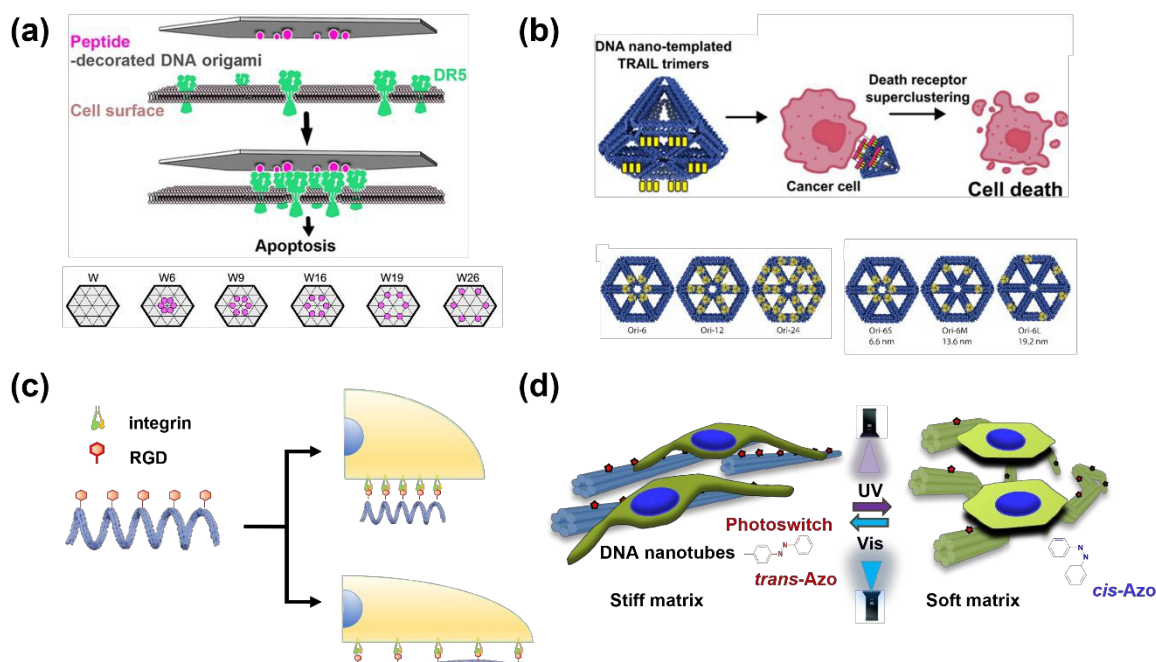 (a)
Peptide
-decorated DNA origami
DR5
Cell surface
Apoptosis
W W6 W9 W16 W19 W26
(b)
DNA nano-templated
TRAIL trimers
Death receptor
superclustering
Cancer cell
Cell death
Ori-6 Ori-12 Ori-24
Ori-6S Ori-6M Ori-6L
6.6 nm 13.6 nm 19.2 nm
(c)
integrin
RGD
(d)
UV
Photoswitch
Vis
DNA nanotubes
N
N
trans-Azo
N
N
cis-Azo
Stiff matrix
Soft matrix